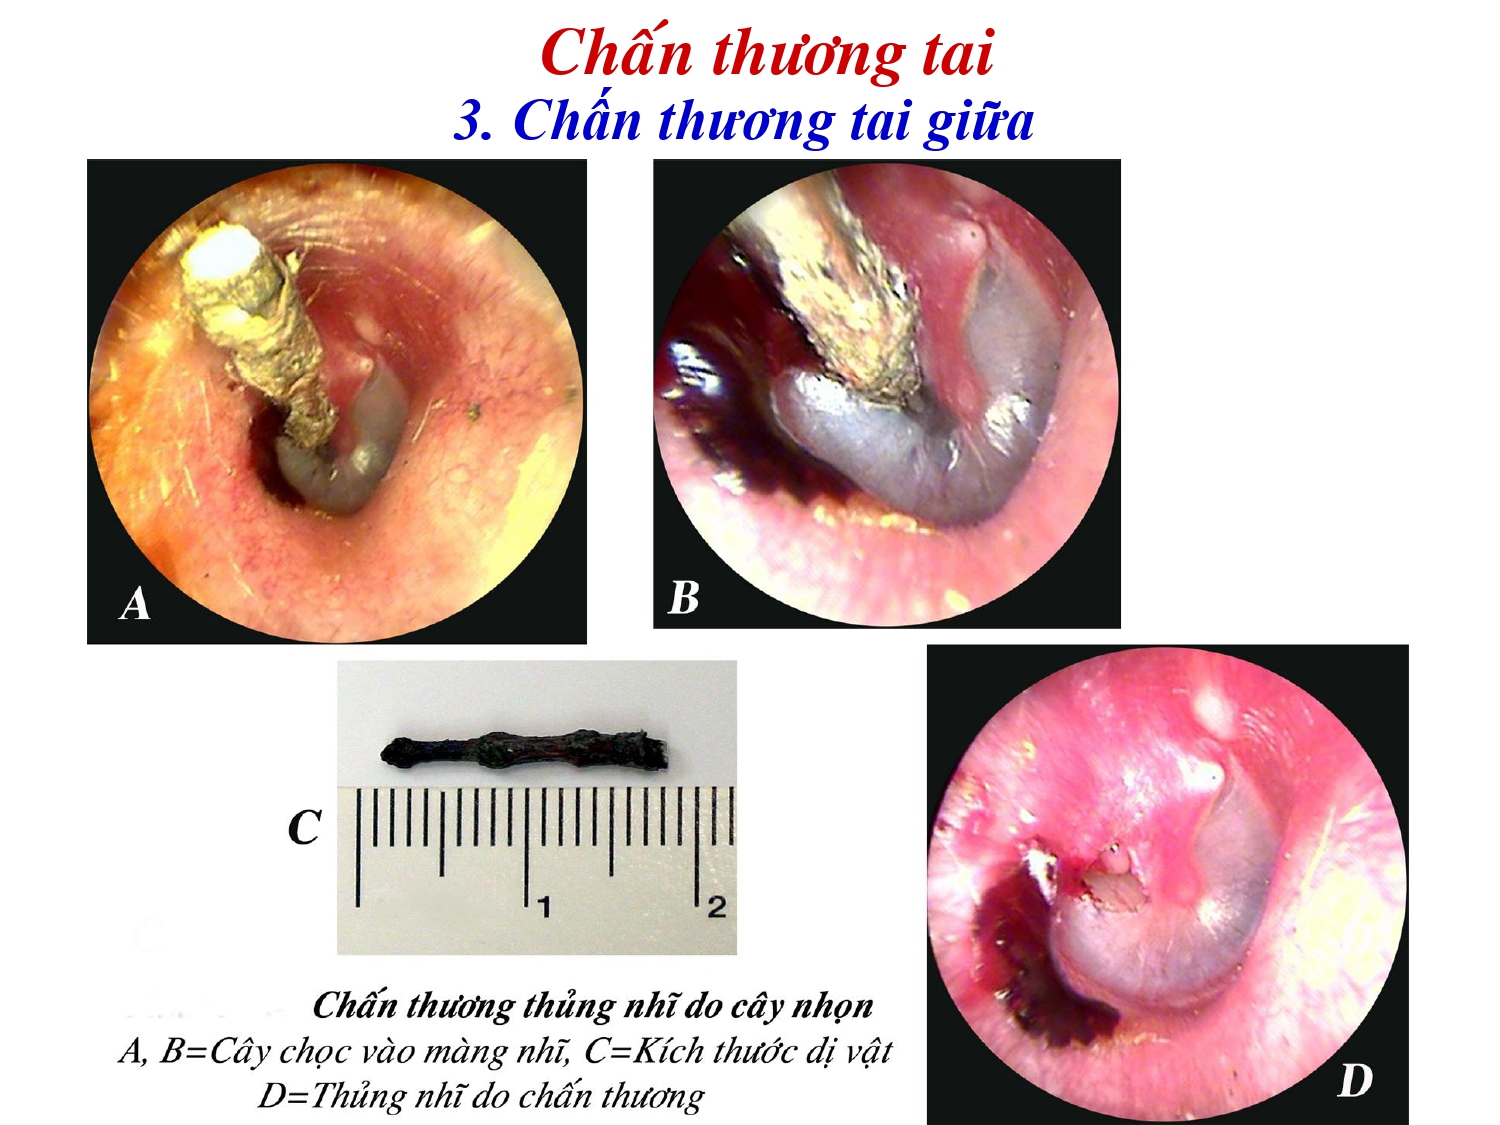 Chấn thương tai
3. Chấn thương tai giữa
A
B
C
1
2
D
Chấn thương thủng nhĩ do cây nhọn
A, B=Cây chọc vào màng nhĩ, C=Kích thước dị vật
D=Thủng nhĩ do chấn thương